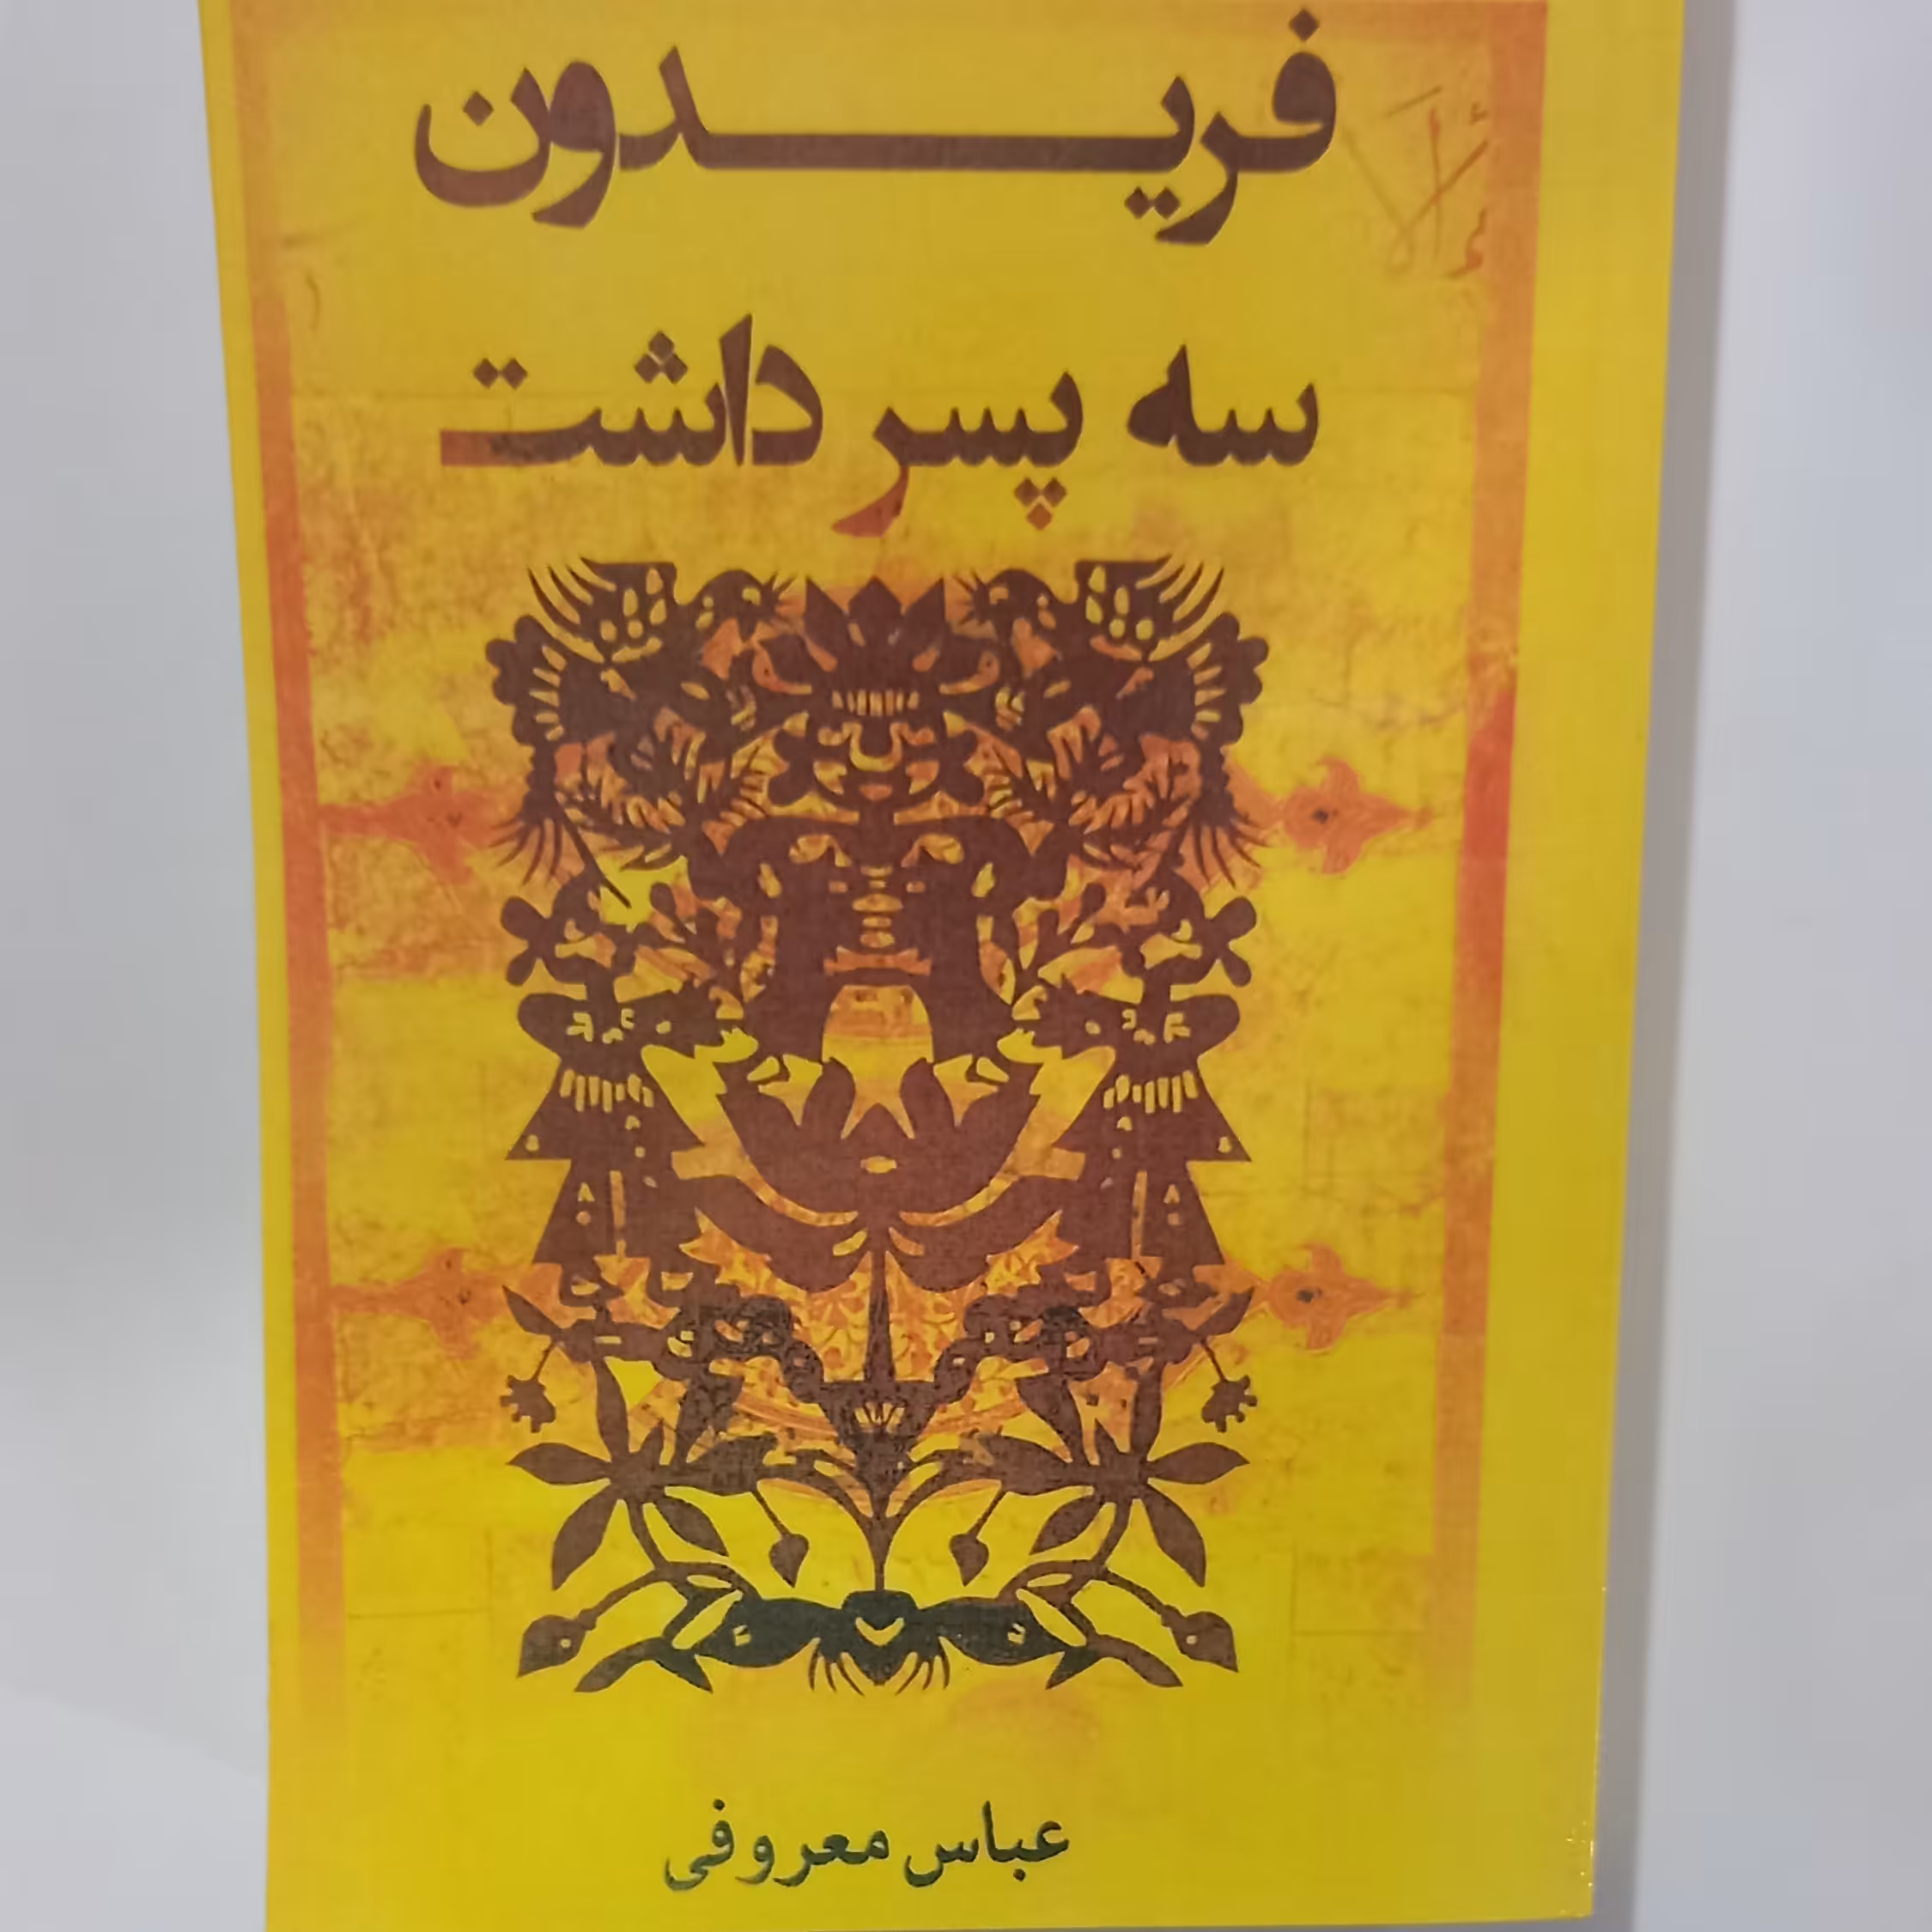 فریدون
سه پسر داشت
عباس معروفی